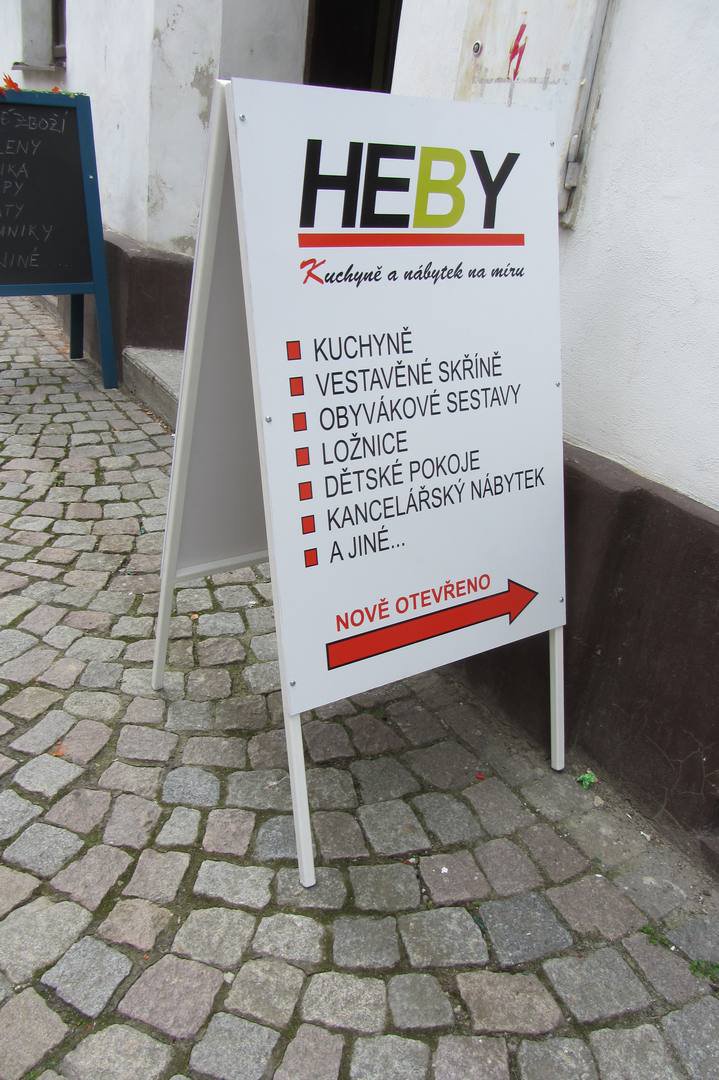 HEBY
Kuchyně a nábytek na míru
KUCHYNĚ
VESTAVĚNÉ SKŘÍNĚ
OBYVÁKOVÉ SESTAVY
LOŽNICE
DĚTSKÉ POKOJE
KANCELÁŘSKÝ NÁBYTEK
A JINÉ...
NOVĚ OTEVŘENO